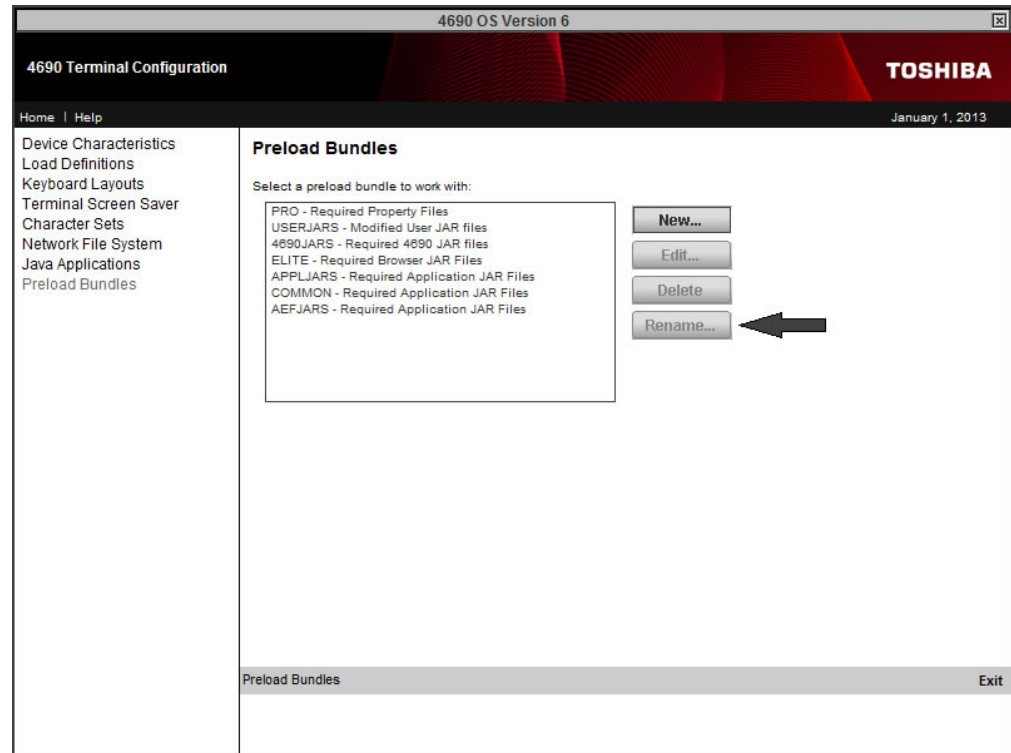 4690 OS Version 6
4690 Terminal Configuration
TOSHIBA
Home | Help
January 1, 2013
Device Characteristics
Load Definitions
Keyboard Layouts
Terminal Screen Saver
Character Sets
Network File System
Java Applications
Preload Bundles
Preload Bundles
Select a preload bundle to work with:
PRO - Required Property Files
USERJARS - Modified User JAR files
4690JARS - Required 4690 JAR files
ELITE - Required Browser JAR Files
APPLJARS - Required Application JAR Files
COMMON - Required Application JAR Files
AEFJARS - Required Application JAR Files
New...
Edit...
Delete
Rename...
Preload Bundles
Exit